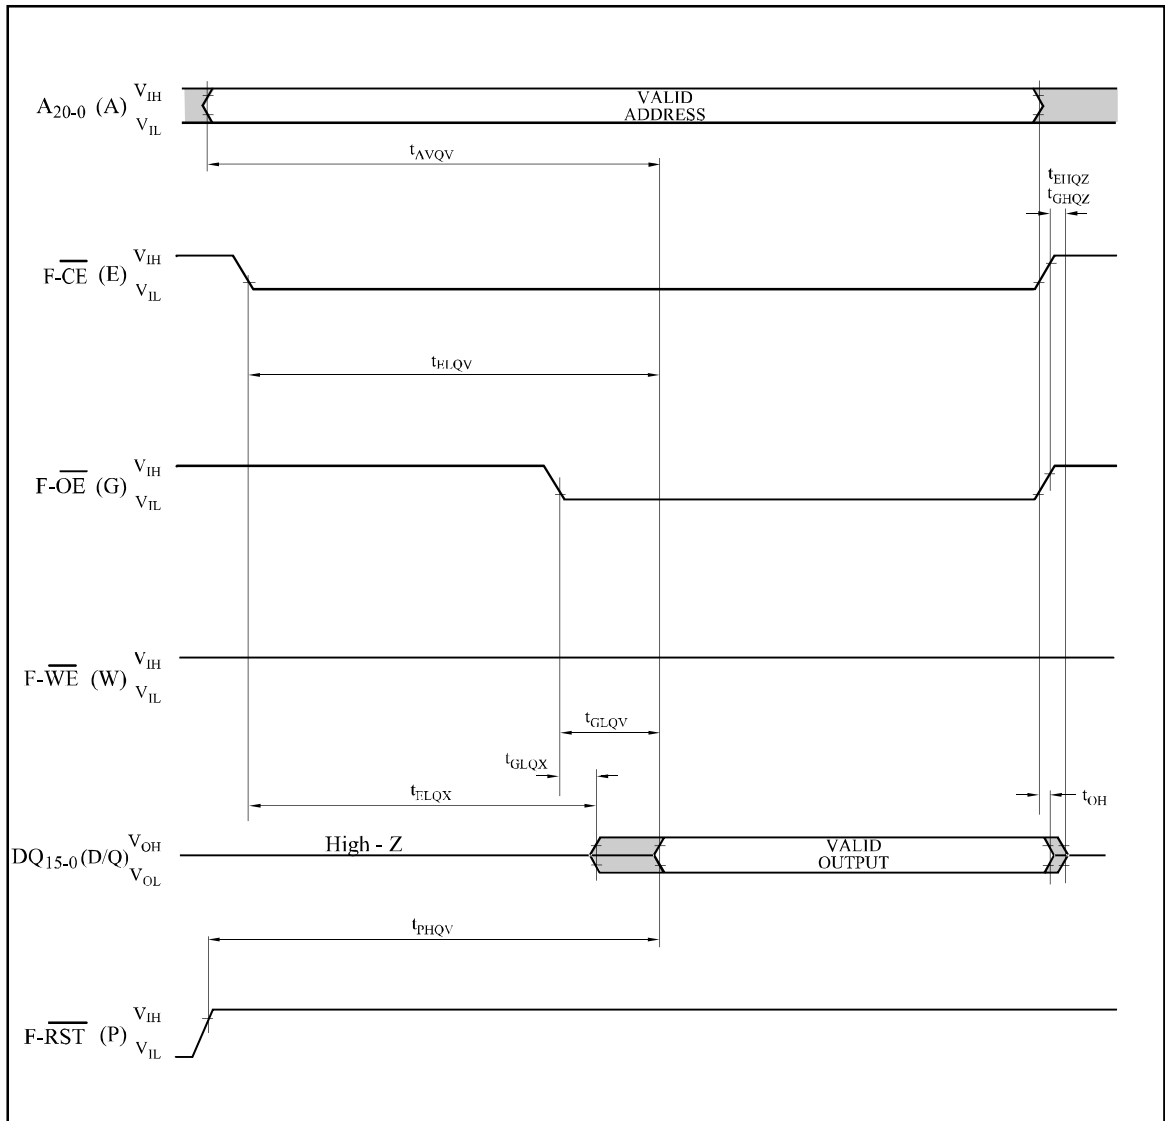 A20-0 (A) VIH
VIL
VALID
ADDRESS
tAVQV
tEHQZ
tGHQZ
F-CE (E) VIH
VIL
tELQV
F-OE (G) VIH
VIL
F-WE (W) VIH
VIL
tGLQV
tGLQX
tELQX
tOH
DQ15-0 (D/Q) VOH
VOL
High - Z
VALID
OUTPUT
tPHQV
F-RST (P) VIH
VIL